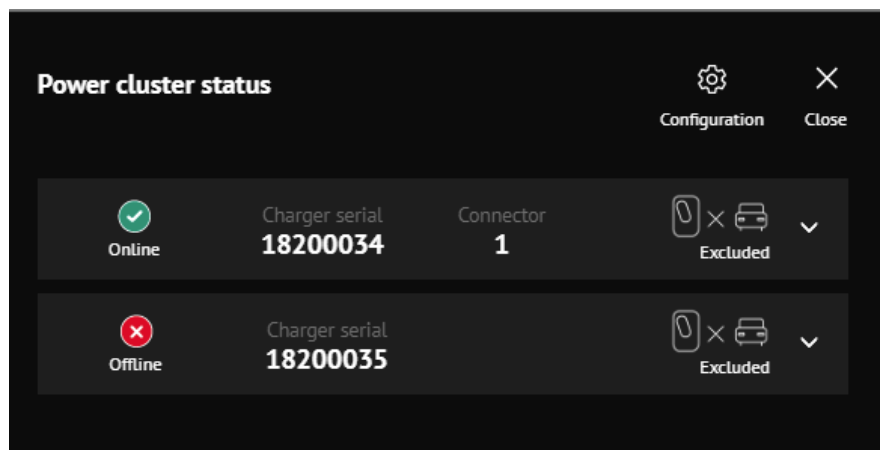 Power cluster status
Configuration
Close
Online
Charger serial
18200034
Connector
1
Excluded
Offline
Charger serial
18200035
Excluded